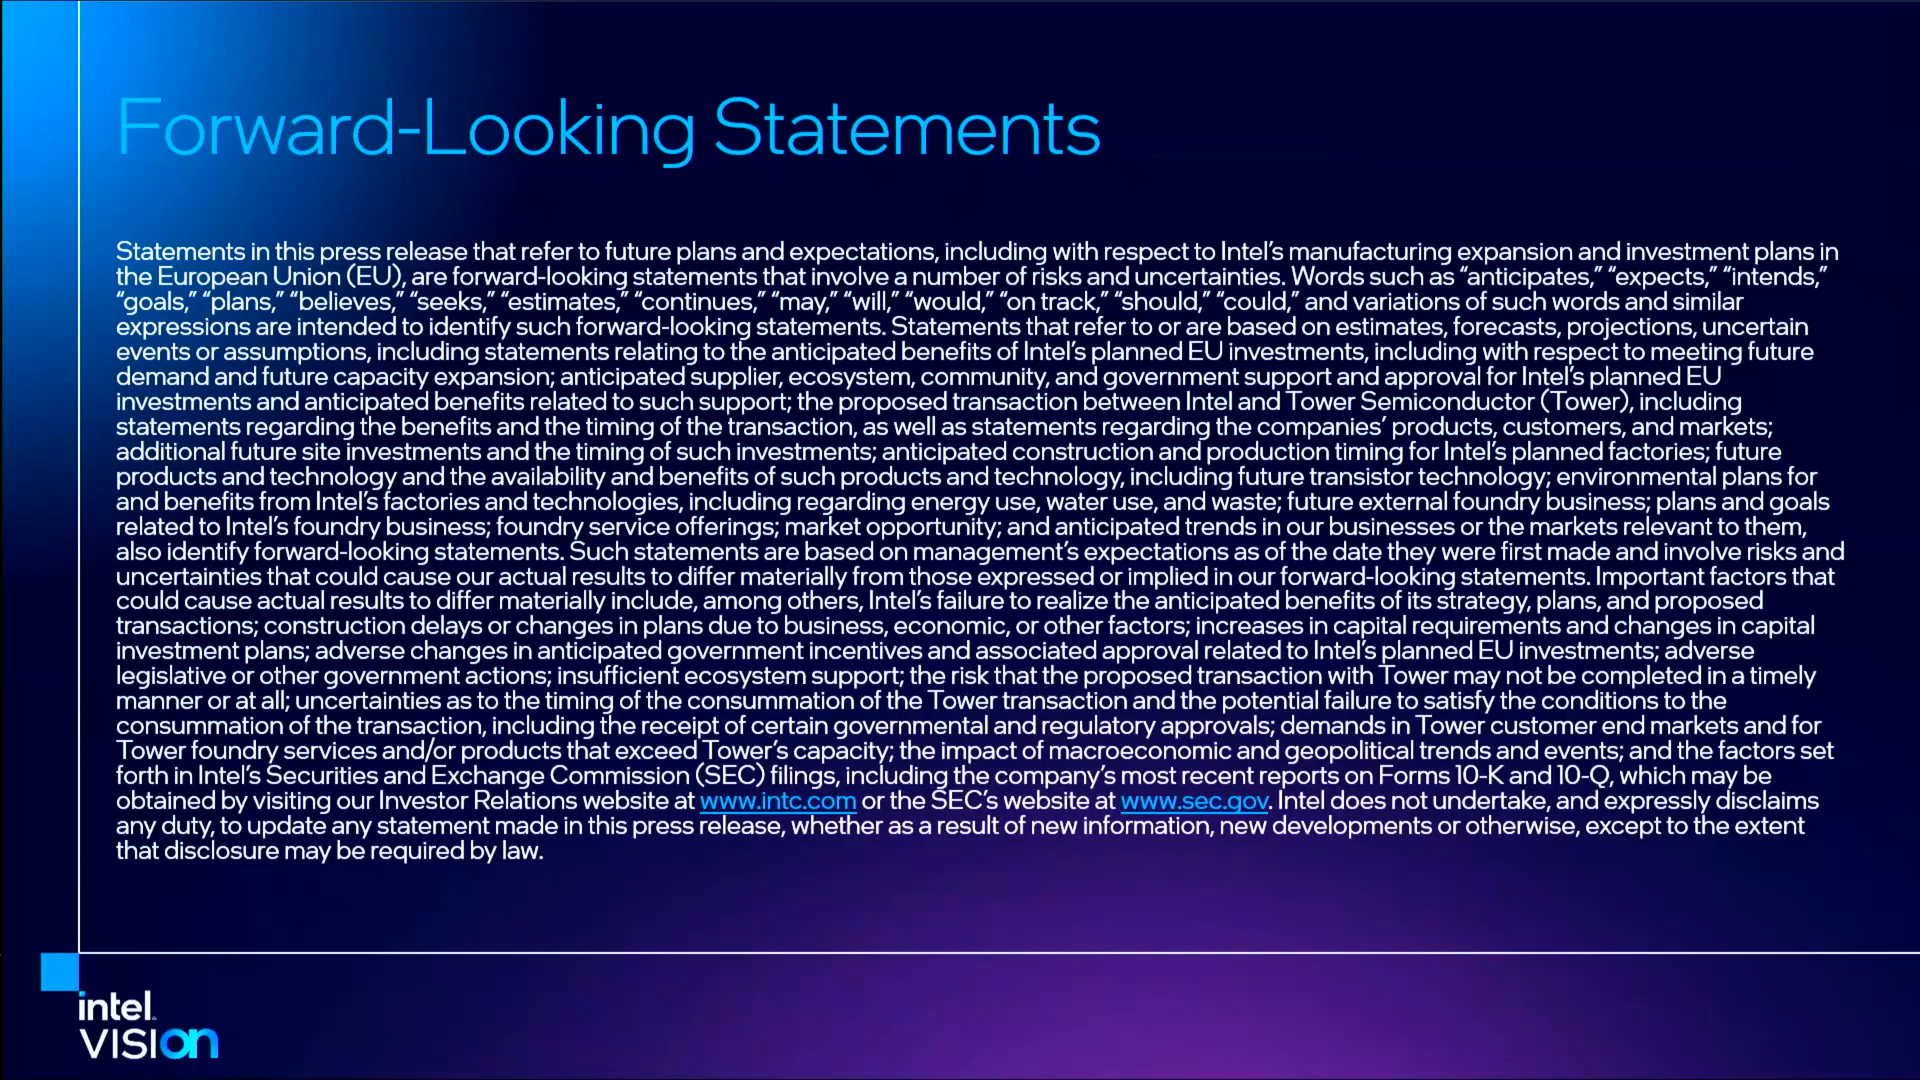 Forward-Looking Statements
Statements in this press release that refer to future plans and expectations, including with respect to Intel’s manufacturing expansion and investment plans in
the European Union (EU), are forward-looking statements that involve a number of risks and uncertainties. Words such as “anticipates,” “expects,” “intends,”
“goals,” “plans,” “believes,” “seeks,” “estimates,” “continues,” “may,” “will,” “would,” “on track,” “should,” “could,” and variations of such words and similar
expressions are intended to identify such forward-looking statements. Statements that refer to or are based on estimates, forecasts, projections, uncertain
events or assumptions, including statements relating to the anticipated benefits of Intel’s planned EU investments, including with respect to meeting future
demand and future capacity expansion; anticipated supplier, ecosystem, community, and government support and approval for Intel’s planned EU
investments and anticipated benefits related to such support; the proposed transaction between Intel and Tower Semiconductor (Tower), including
statements regarding the benefits and the timing of the transaction, as well as statements regarding the companies’ products, customers, and markets;
additional future site investments and the timing of such investments; anticipated construction and production timing for Intel’s planned factories; future
products and technology and the availability and benefits of such products and technology, including future transistor technology; environmental plans for
and benefits from Intel’s factories and technologies, including regarding energy use, water use, and waste; future external foundry business; plans and goals
related to Intel’s foundry business; foundry service offerings; market opportunity; and anticipated trends in our businesses or the markets relevant to them,
also identify forward-looking statements. Such statements are based on management’s expectations as of the date they were first made and involve risks and
uncertainties that could cause our actual results to differ materially from those expressed or implied in our forward-looking statements. Important factors that
could cause actual results to differ materially include, among others, Intel’s failure to realize the anticipated benefits of its strategy, plans, and proposed
transactions; construction delays or changes in plans due to business, economic, or other factors; increases in capital requirements and changes in capital
investment plans; adverse changes in anticipated government incentives and associated approval related to Intel’s planned EU investments; adverse
legislative or other government actions; insufficient ecosystem support; the risk that the proposed transaction with Tower may not be completed in a timely
manner or at all; uncertainties as to the timing of the consummation of the Tower transaction and the potential failure to satisfy the conditions to the
consummation of the transaction, including the receipt of certain governmental and regulatory approvals; demands in Tower customer end markets and for
Tower foundry services and/or products that exceed Tower’s capacity; the impact of macroeconomic and geopolitical trends and events; and the factors set
forth in Intel’s Securities and Exchange Commission (SEC) filings, including the company’s most recent reports on Forms 10-K and 10-Q, which may be
obtained by visiting our Investor Relations website at www.intc.com or the SEC’s website at www.sec.gov. Intel does not undertake, and expressly disclaims
any duty, to update any statement made in this press release, whether as a result of new information, new developments or otherwise, except to the extent
that disclosure may be required by law.
intel.
VISION